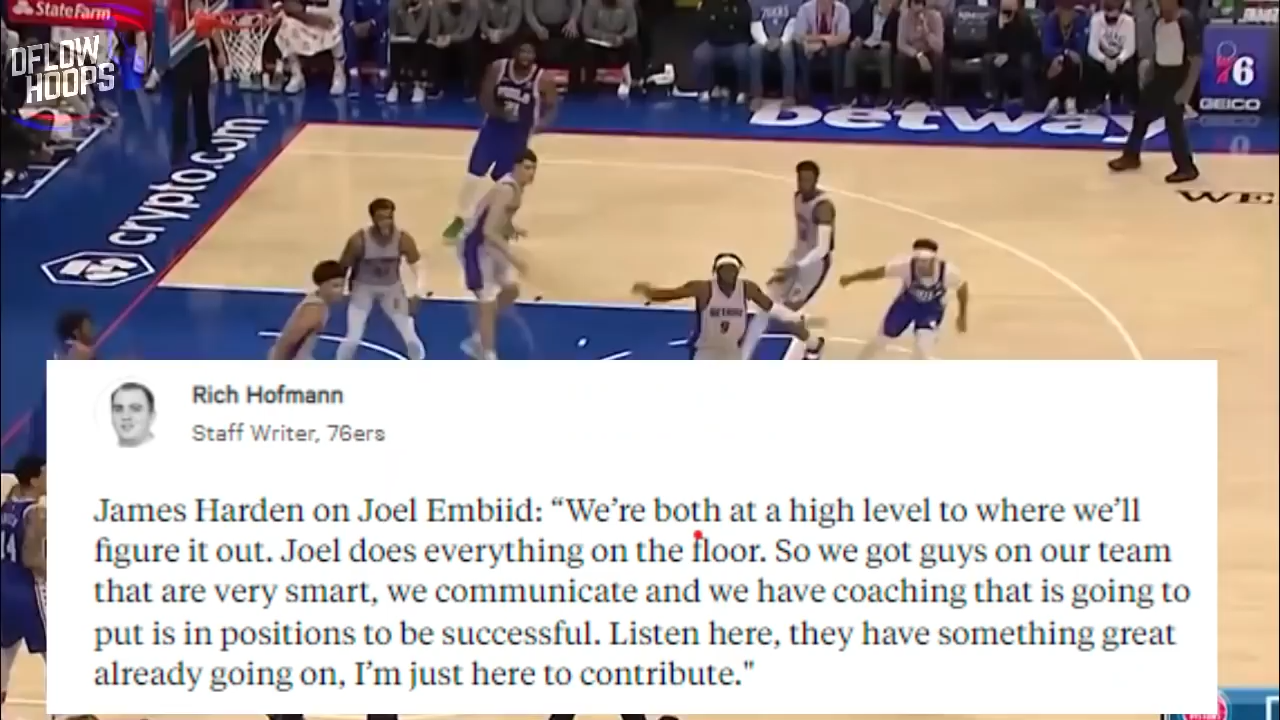 StateFarm
DFLOW
HOOPS
crypto.com
betway
76
GEICO
WE
DETROIT
9
Rich Hofmann
Staff Writer, 76ers
James Harden on Joel Embiid: “We’re both at a high level to where we’ll
figure it out. Joel does everything on the floor. So we got guys on our team
that are very smart, we communicate and we have coaching that is going to
put is in positions to be successful. Listen here, they have something great
already going on, I’m just here to contribute."